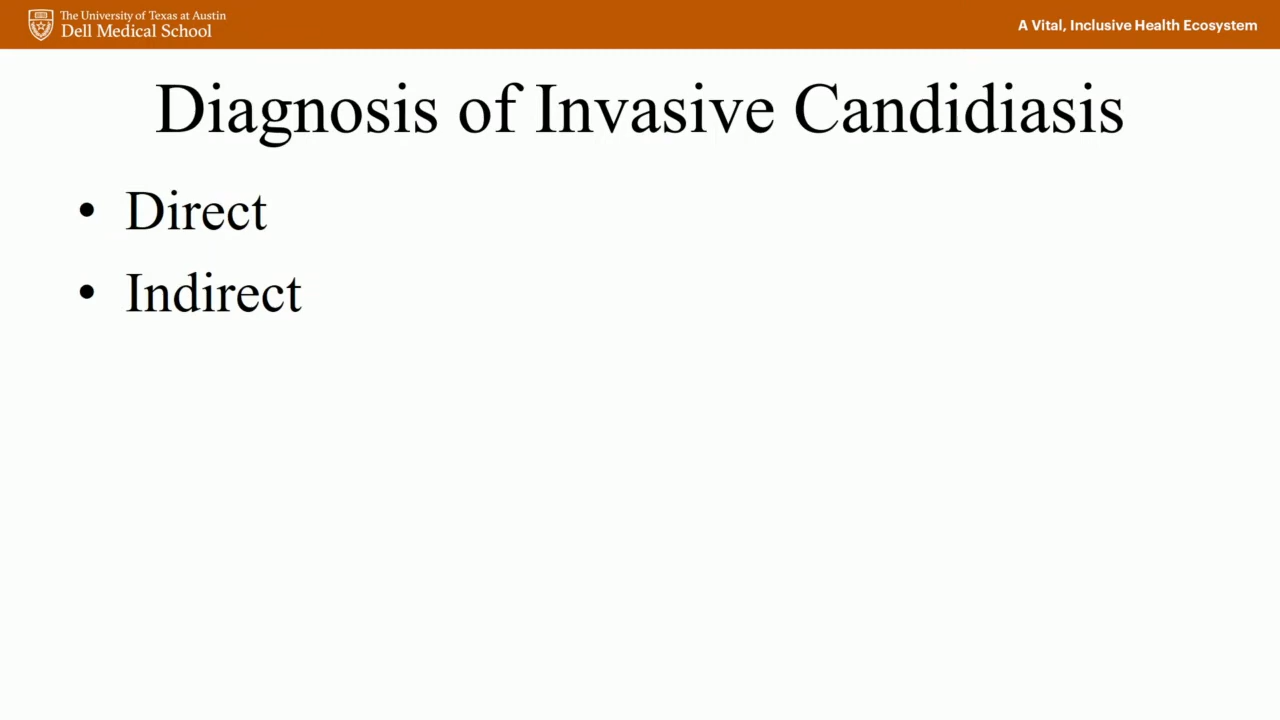 The University of Texas at Austin
Dell Medical School
A Vital, Inclusive Health Ecosystem
Diagnosis of Invasive Candidiasis
• Direct
• Indirect